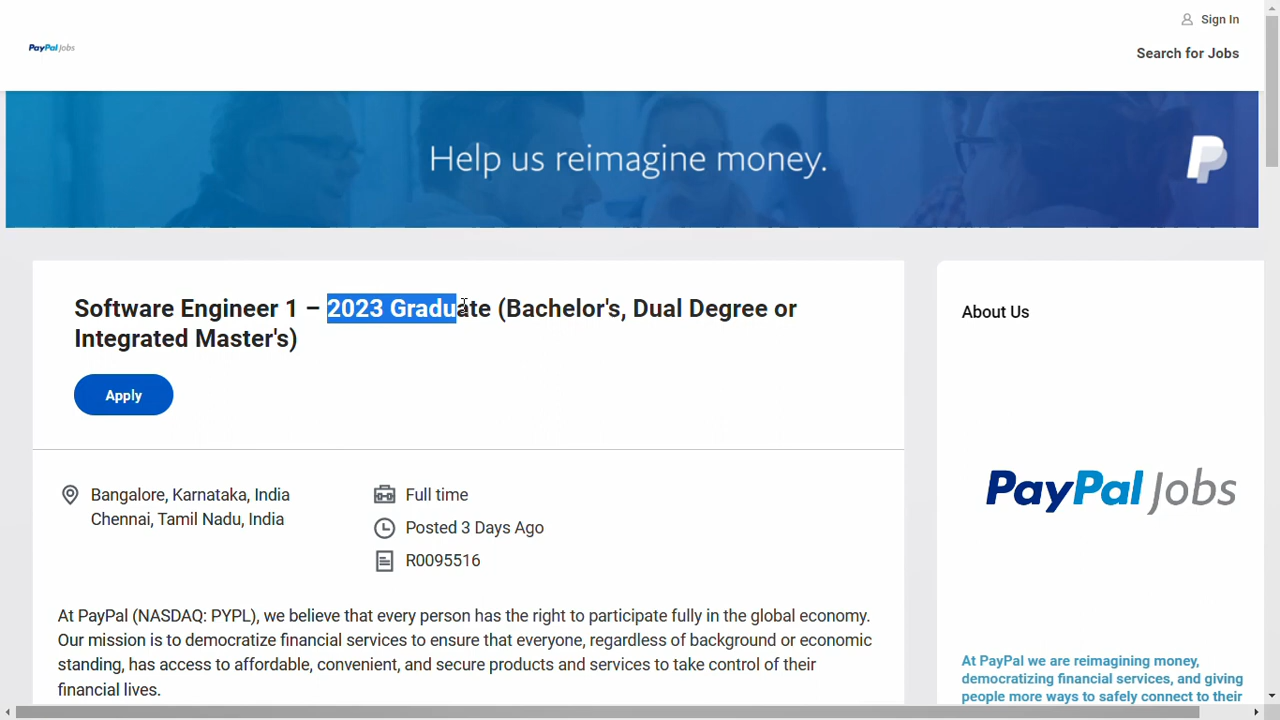 Sign In
PayPal Jobs
Search for Jobs
Help us reimagine money.
Software Engineer 1 – 2023 Graduate (Bachelor's, Dual Degree or
Integrated Master's)
Apply
Bangalore, Karnataka, India
Chennai, Tamil Nadu, India
Full time
Posted 3 Days Ago
R0095516
At PayPal (NASDAQ: PYPL), we believe that every person has the right to participate fully in the global economy.
Our mission is to democratize financial services to ensure that everyone, regardless of background or economic
standing, has access to affordable, convenient, and secure products and services to take control of their
financial lives.
About Us
PayPal Jobs
At PayPal we are reimagining money,
democratizing financial services, and giving
people more ways to safely connect to their